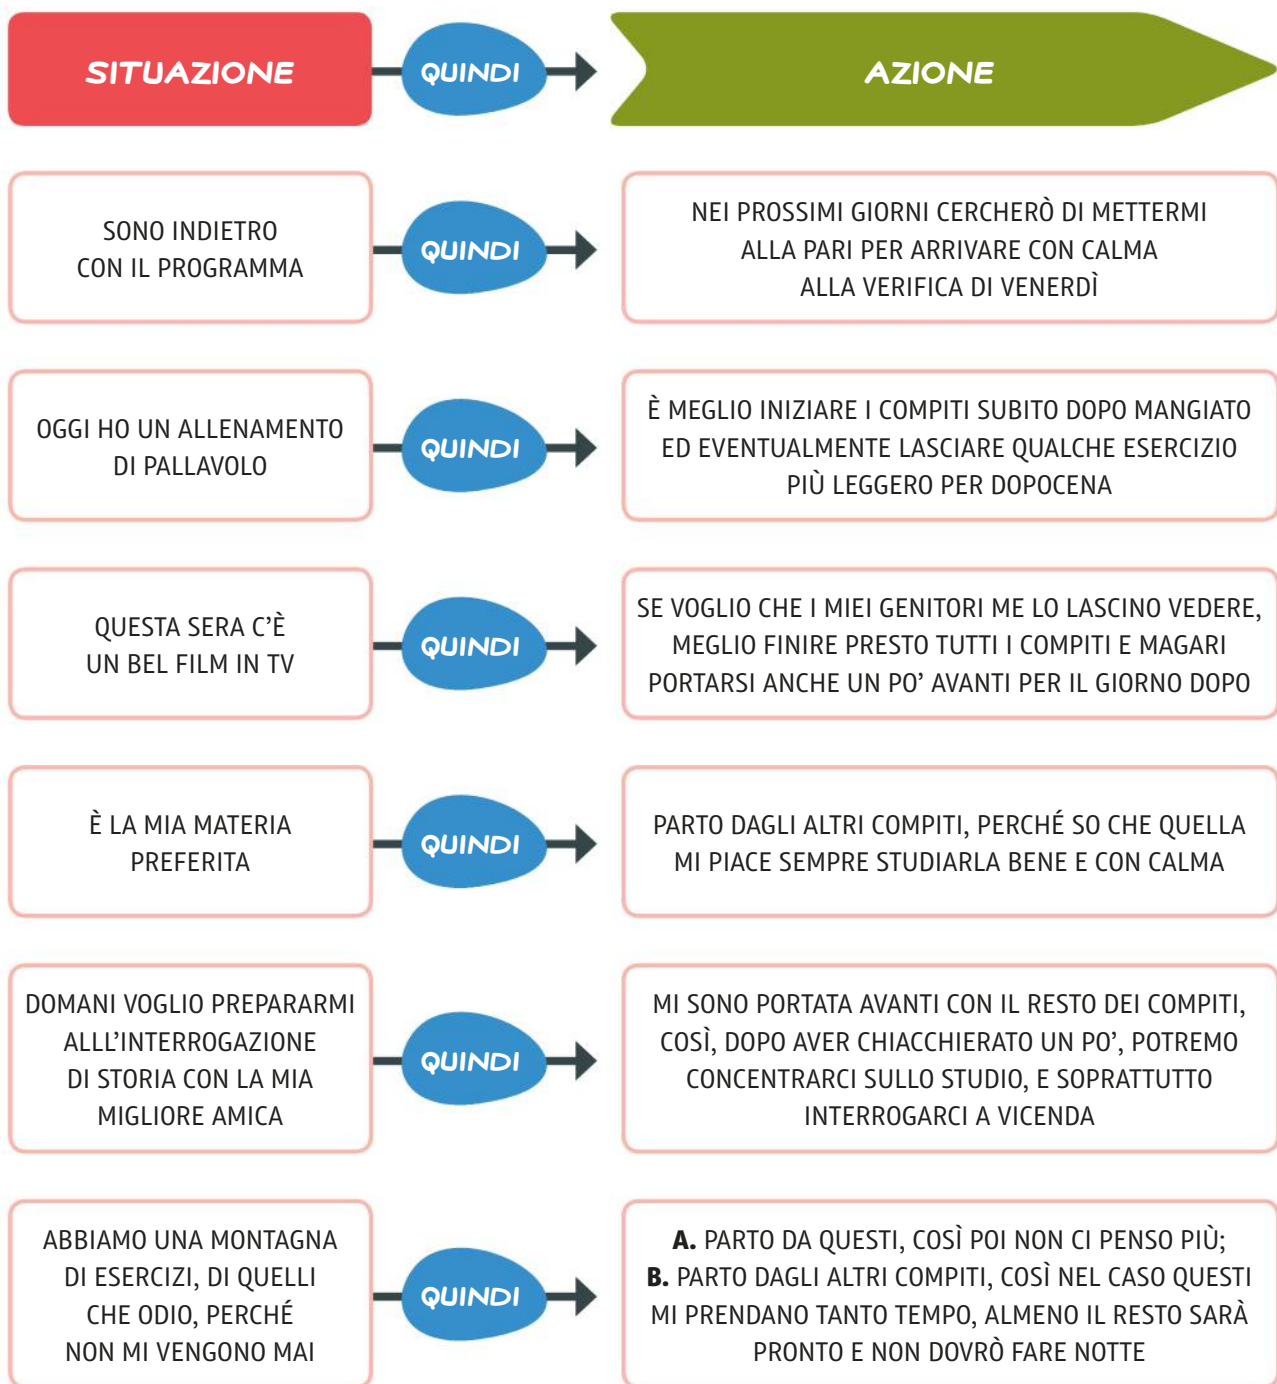 SITUAZIONE
QUINDI
AZIONE
SONO INDIETRO
CON IL PROGRAMMA
QUINDI
NEI PROSSIMI GIORNI CERCHERÒ DI METTERMI
ALLA PARI PER ARRIVARE CON CALMA
ALLA VERIFICA DI VENERDÌ
OGGI HO UN ALLENAMENTO
DI PALLAVOLO
QUINDI
È MEGLIO INIZIARE I COMPITI SUBITO DOPO MANGIATO
ED EVENTUALMENTE LASCIARE QUALCHE ESERCIZIO
PIÙ LEGGERO PER DOPOCENA
QUESTA SERA C’È
UN BEL FILM IN TV
QUINDI
SE VOGLIO CHE I MIEI GENITORI ME LO LASCINO VEDERE,
MEGLIO FINIRE PRESTO TUTTI I COMPITI E MAGARI
PORTARSI ANCHE UN PO’ AVANTI PER IL GIORNO DOPO
È LA MIA MATERIA
PREFERITA
QUINDI
PARTO DAGLI ALTRI COMPITI, PERCHÉ SO CHE QUELLA
MI PIACE SEMPRE STUDIARLA BENE E CON CALMA
DOMANI VOGLIO PREPARARMI
ALLL’INTERROGAZIONE
DI STORIA CON LA MIA
MIGLIORE AMICA
QUINDI
MI SONO PORTATA AVANTI CON IL RESTO DEI COMPITI,
COSÌ, DOPO AVER CHIACCHIERATO UN PO’, POTREMO
CONCENTRARCI SULLO STUDIO, E SOPRATTUTTO
INTERROGARCI A VICENDA
ABBIAMO UNA MONTAGNA
DI ESERCIZI, DI QUELLI
CHE ODIO, PERCHÉ
NON MI VENGONO MAI
QUINDI
A. PARTO DA QUESTI, COSÌ POI NON CI PENSO PIÙ;
B. PARTO DAGLI ALTRI COMPITI, COSÌ NEL CASO QUESTI
MI PRENDANO TANTO TEMPO, ALMENO IL RESTO SARÀ
PRONTO E NON DOVRÒ FARE NOTTE